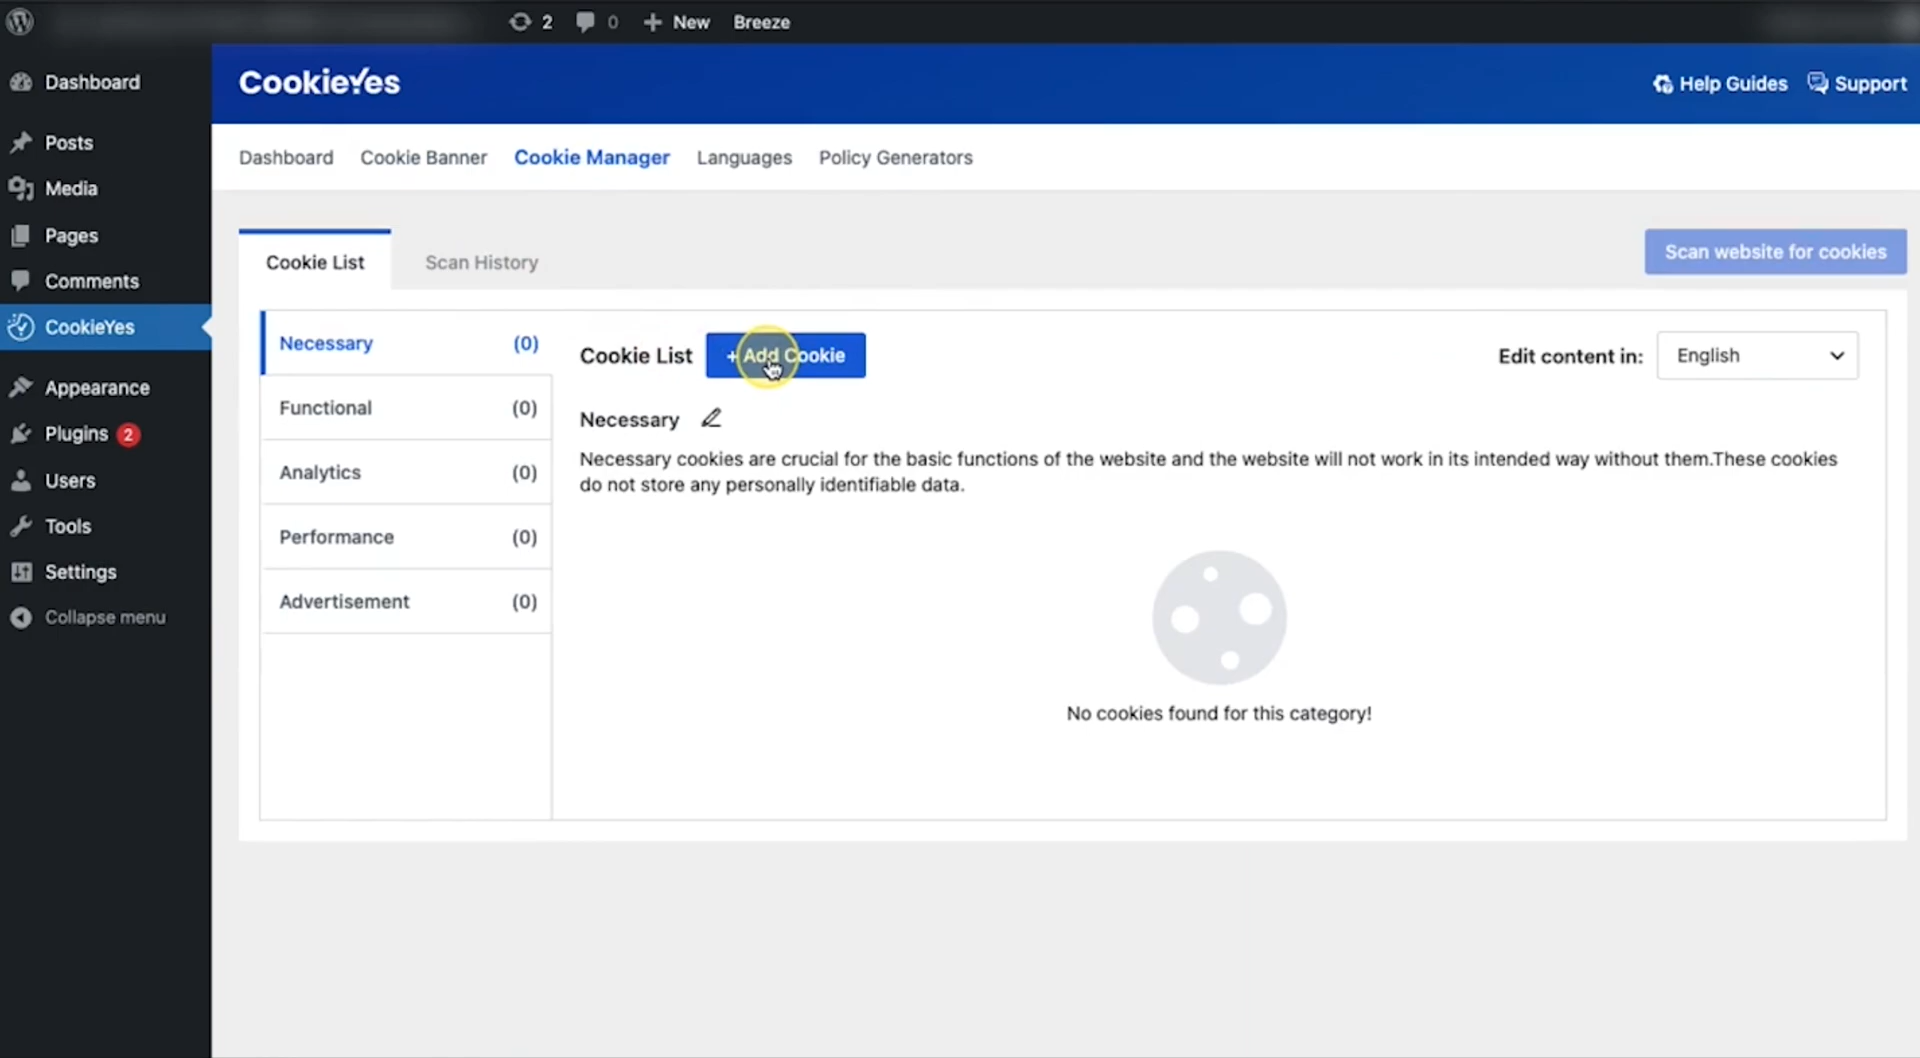 2 0 New Breeze
Dashboard
Posts
Media
Pages
Comments
CookieYes
Appearance
Plugins 2
Users
Tools
Settings
Collapse menu
CookieYes
Help Guides Support
Dashboard Cookie Banner Cookie Manager Languages Policy Generators
Cookie List Scan History
Scan website for cookies
Necessary (0)
Functional (0)
Analytics (0)
Performance (0)
Advertisement (0)
Cookie List + Add Cookie
Edit content in: English
Necessary
Necessary cookies are crucial for the basic functions of the website and the website will not work in its intended way without them.These cookies
do not store any personally identifiable data.
No cookies found for this category!